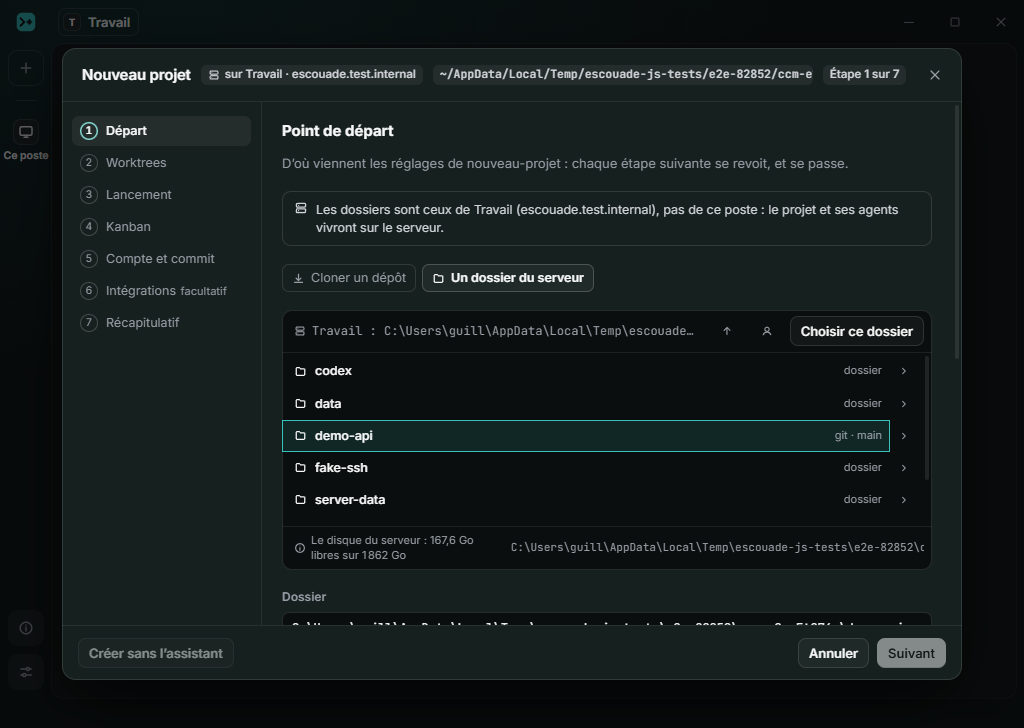 T Travail
Nouveau projet
sur Travail · escouade.test.internal
~/AppData/Local/Temp/escouade-js-tests/e2e-82852/ccm-e
Étape 1 sur 7
Ce poste
1 Départ
2 Worktrees
3 Lancement
4 Kanban
5 Compte et commit
6 Intégrations facultatif
7 Récapitulatif
Point de départ
D’où viennent les réglages de nouveau-projet : chaque étape suivante se revoit, et se passe.
Les dossiers sont ceux de Travail (escouade.test.internal), pas de ce poste : le projet et ses agents
vivront sur le serveur.
Cloner un dépôt
Un dossier du serveur
Travail : C:\Users\guill\AppData\Local\Temp\escouade…
Choisir ce dossier
codex dossier
data dossier
demo-api git · main
fake-ssh dossier
server-data dossier
Le disque du serveur : 167,6 Go
libres sur 1 862 Go
C:\Users\guill\AppData\Local\Temp\escouade-js-tests\e2e-82852\c
Dossier
Créer sans l’assistant
Annuler
Suivant